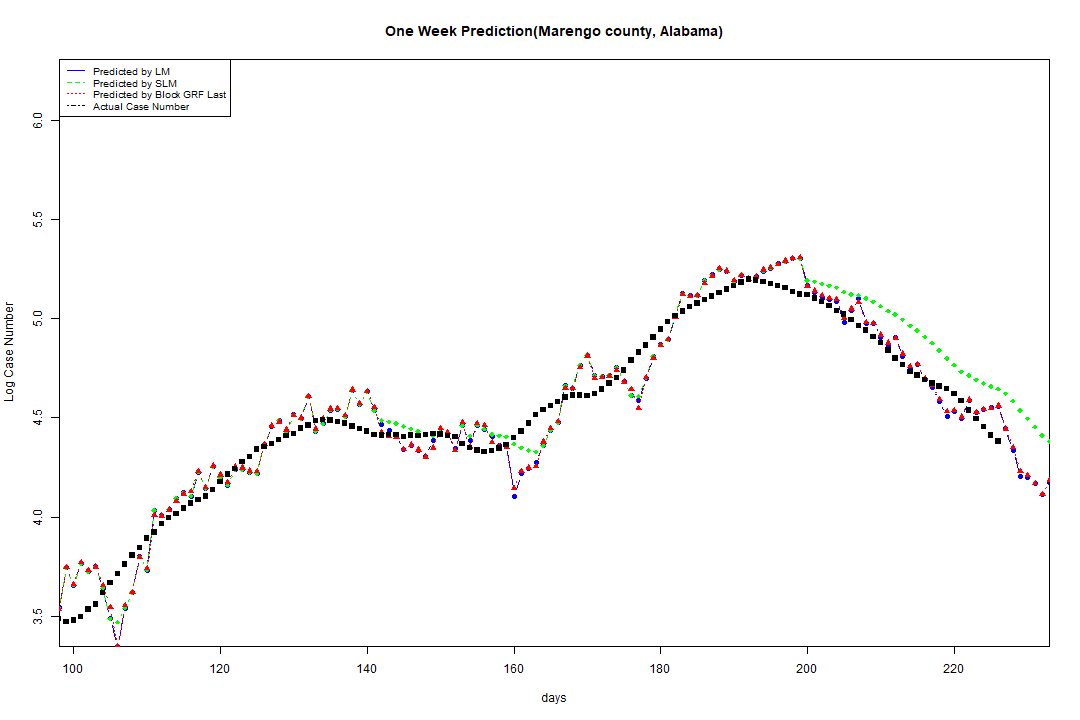 One Week Prediction(Marengo county, Alabama)
Predicted by LM
Predicted by SLM
Predicted by Block GRF Last
Actual Case Number
6.0
5.5
5.0
4.5
4.0
3.5
Log Case Number
100 120 140 160 180 200 220
days